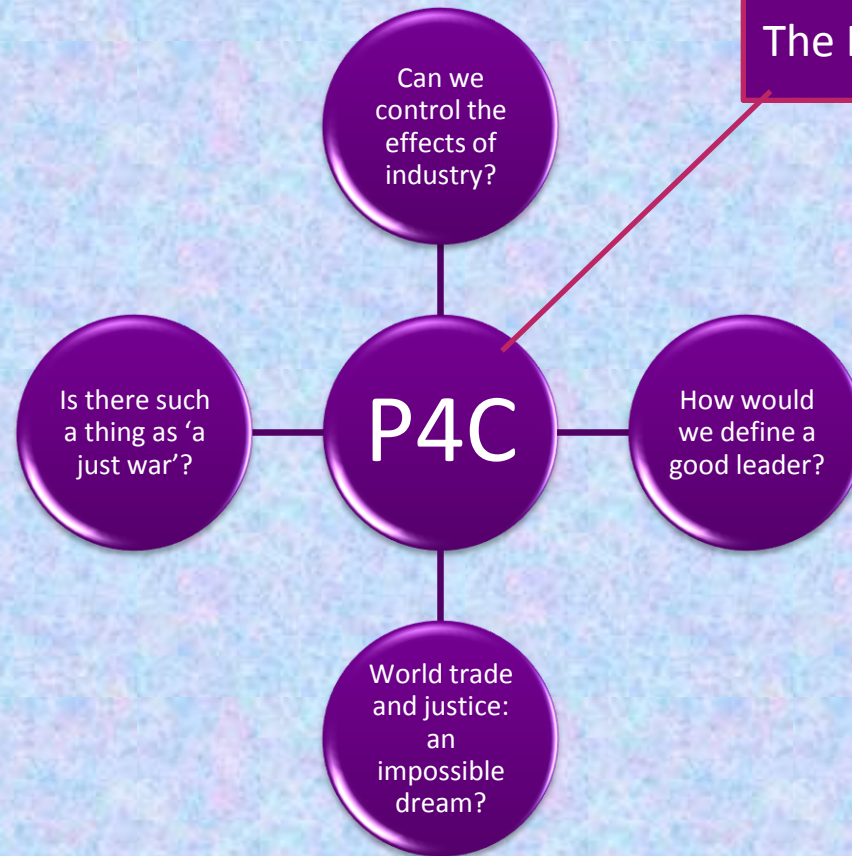 The
Can we
control the
effects of
industry?
Is there such
a thing as ‘a
just war’?
P4C
How would
we define a
good leader?
World trade
and justice:
an
impossible
dream?